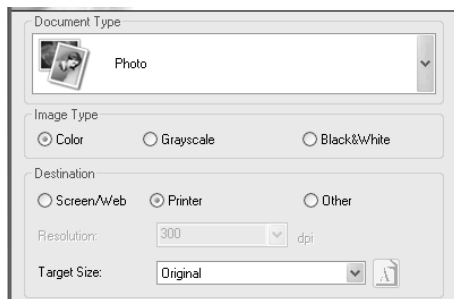 Document Type
Photo
Image Type
Color Grayscale Black&White
Destination
Screen/Web Printer Other
Resolution: 300 dpi
Target Size: Original A